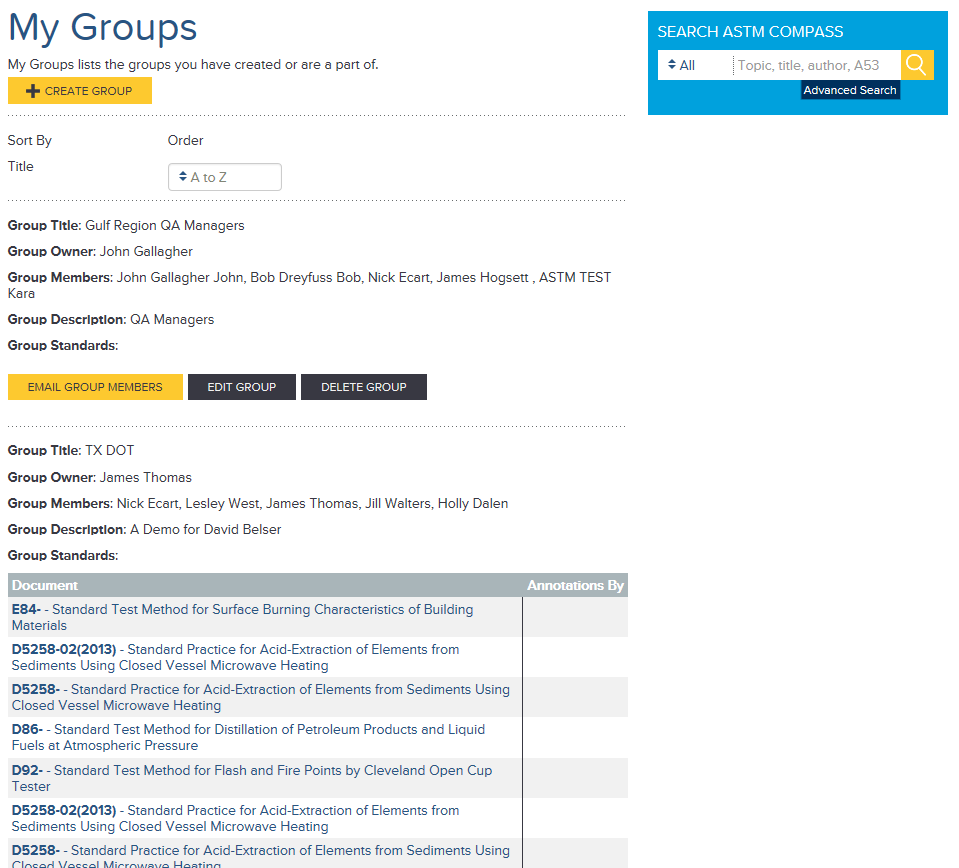 My Groups
My Groups lists the groups you have created or are a part of.
CREATE GROUP
SEARCH ASTM COMPASS
All
Topic, title, author, A53
Advanced Search
Sort By
Order
Title
A to Z
Group Title: Gulf Region QA Managers
Group Owner: John Gallagher
Group Members: John Gallagher John, Bob Dreyfuss Bob, Nick Ecart, James Hogsett , ASTM TEST
Kara
Group Description: QA Managers
Group Standards:
EMAIL GROUP MEMBERS
EDIT GROUP
DELETE GROUP
Group Title: TX DOT
Group Owner: James Thomas
Group Members: Nick Ecart, Lesley West, James Thomas, Jill Walters, Holly Dalen
Group Description: A Demo for David Belser
Group Standards:
Document
Annotations By
E84- - Standard Test Method for Surface Burning Characteristics of Building
Materials
D5258-02(2013) - Standard Practice for Acid-Extraction of Elements from
Sediments Using Closed Vessel Microwave Heating
D5258- - Standard Practice for Acid-Extraction of Elements from Sediments Using
Closed Vessel Microwave Heating
D86- - Standard Test Method for Distillation of Petroleum Products and Liquid
Fuels at Atmospheric Pressure
D92- - Standard Test Method for Flash and Fire Points by Cleveland Open Cup
Tester
D5258-02(2013) - Standard Practice for Acid-Extraction of Elements from
Sediments Using Closed Vessel Microwave Heating
D5258- - Standard Practice for Acid-Extraction of Elements from Sediments Using
Closed Vessel Microwave Heating